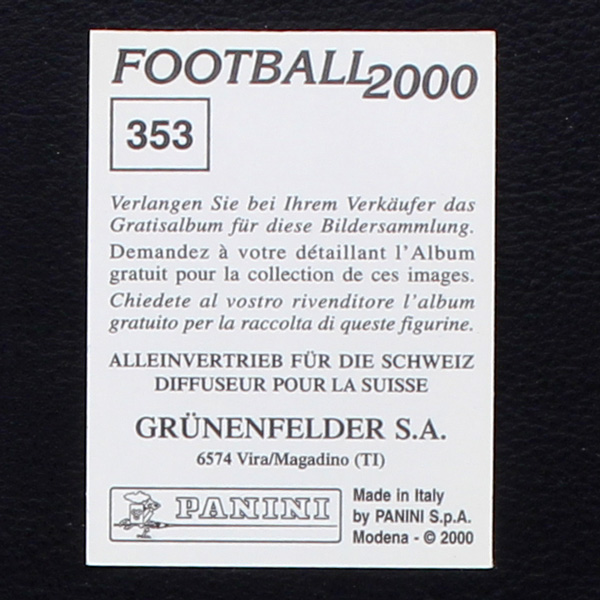 FOOTBALL 2000
353
Verlangen Sie bei Ihrem Verkäufer das
Gratisalbum für diese Bildersammlung.
Demandez à votre détaillant l'Album
gratuit pour la collection de ces images.
Chiedete al vostro rivenditore l'album
gratuito per la raccolta di queste figurine.
ALLEINVERTRIEB FÜR DIE SCHWEIZ
DIFFUSEUR POUR LA SUISSE
GRÜNENFELDER S.A.
6574 Vira/Magadino (TI)
PANINI
Made in Italy
by PANINI S.p.A.
Modena - © 2000